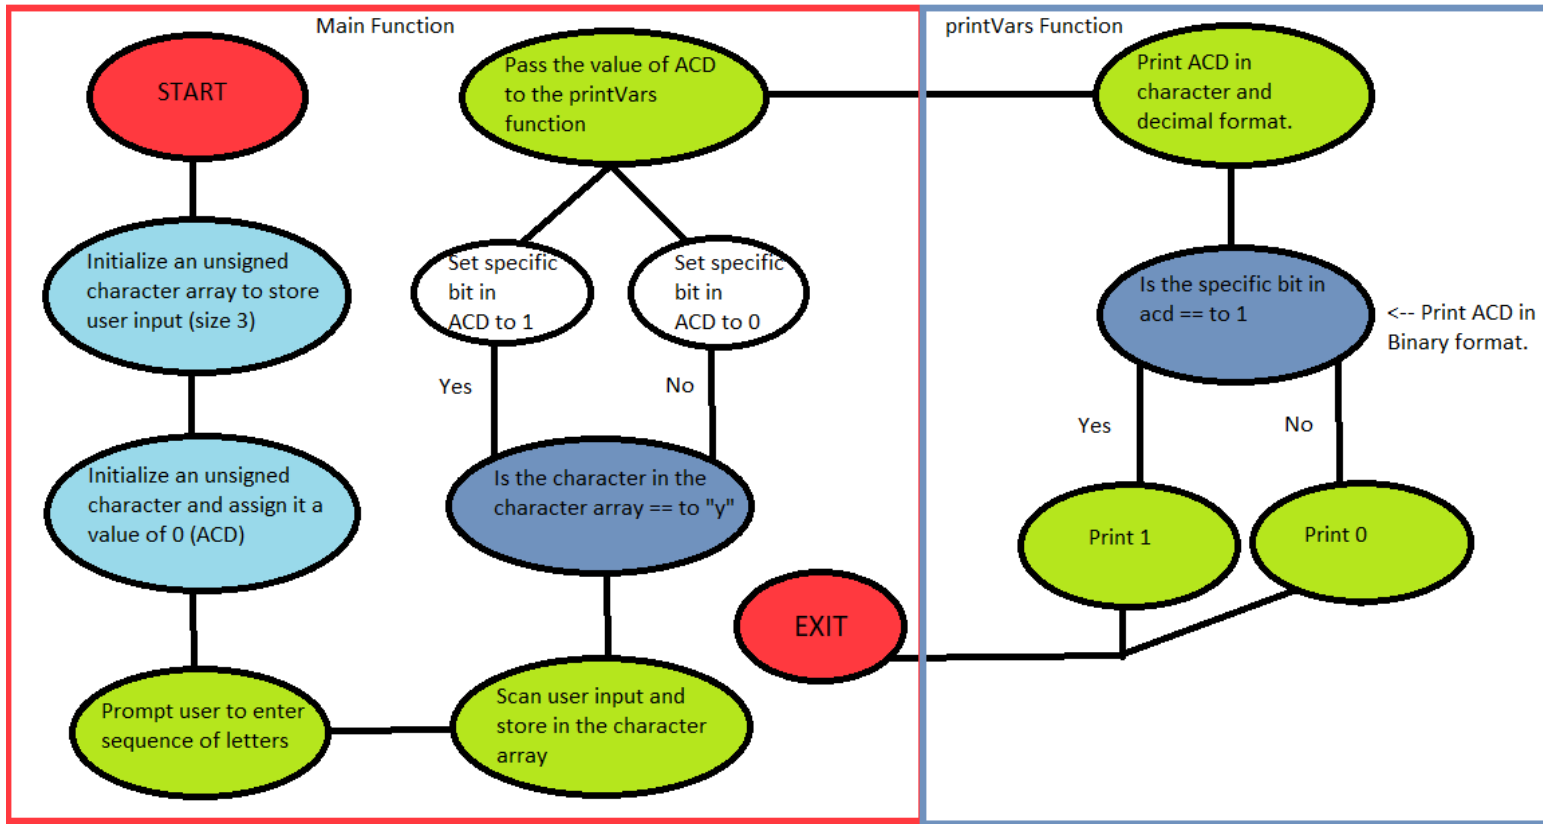 Main Function
START
Initialize an unsigned
character array to store
user input (size 3)
Initialize an unsigned
character and assign it a
value of 0 (ACD)
Prompt user to enter
sequence of letters
Scan user input and
store in the character
array
Is the character in the
character array == to "y"
Yes
No
Set specific
bit in
ACD to 1
Set specific
bit in
ACD to 0
Pass the value of ACD
to the printVars
function
printVars Function
Print ACD in
character and
decimal format.
Is the specific bit in
acd == to 1
<-- Print ACD in
Binary format.
Yes
No
Print 1
Print 0
EXIT